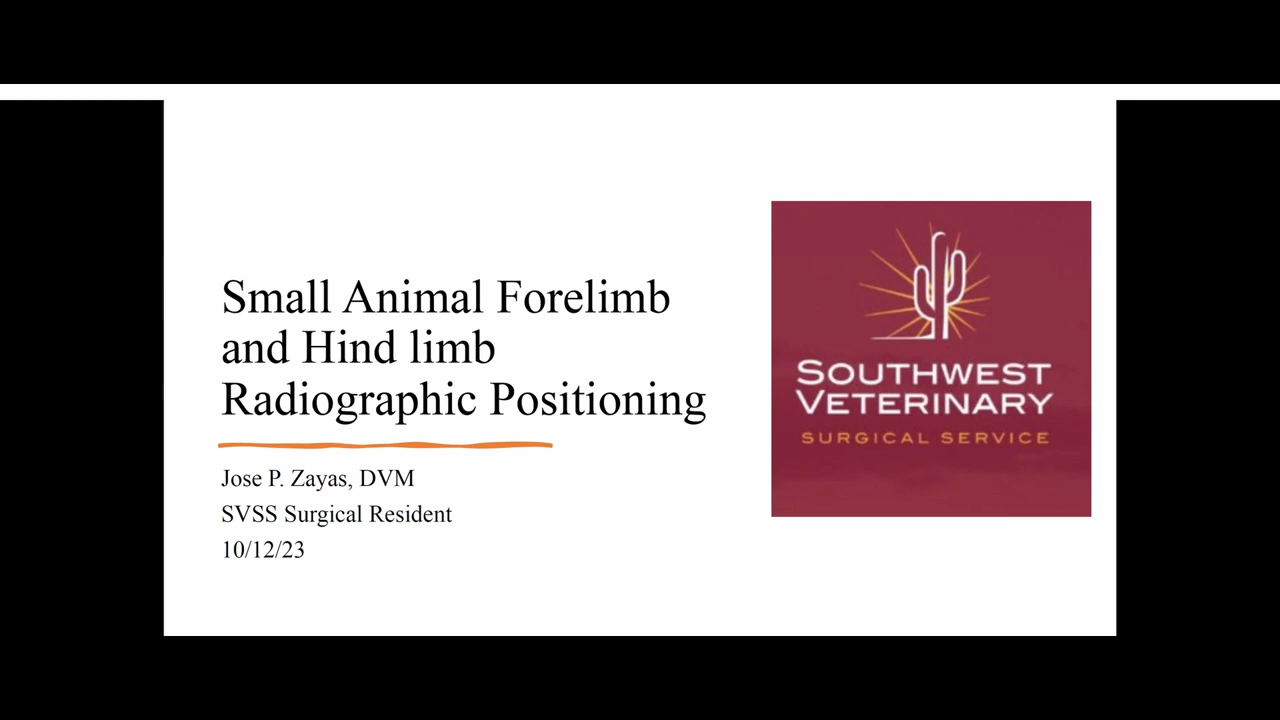 Small Animal Forelimb
and Hind limb
Radiographic Positioning
Jose P. Zayas, DVM
SVSS Surgical Resident
10/12/23
SOUTHWEST
VETERINARY
SURGICAL SERVICE